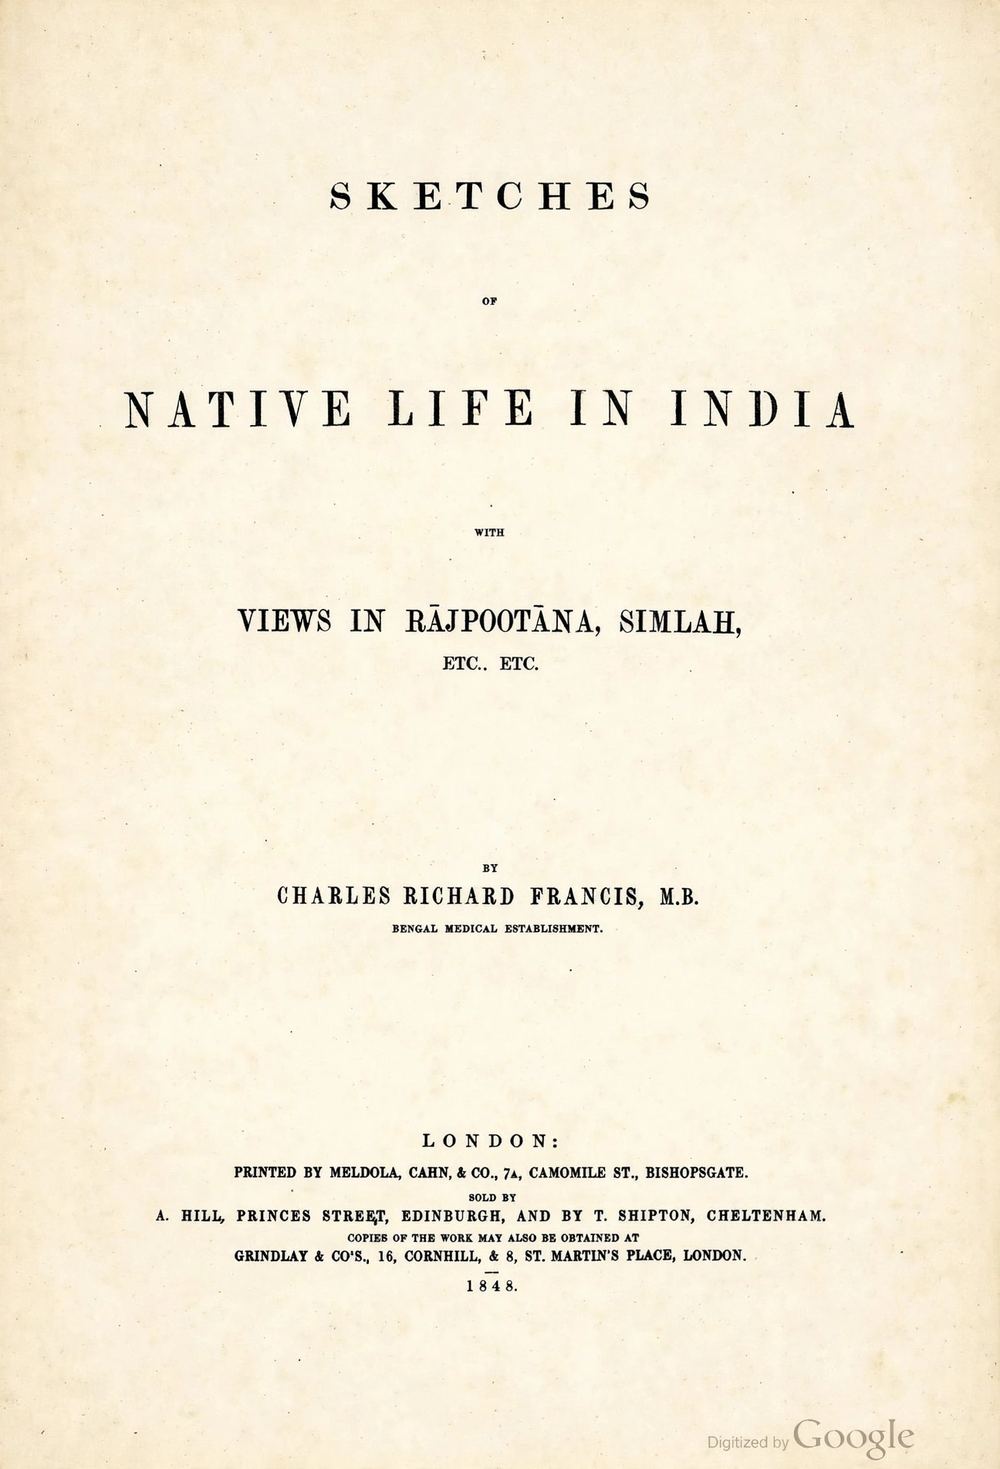 SKETCHES
OF
NATIVE LIFE IN INDIA
WITH
VIEWS IN RĀJPOOTĀNA, SIMLAH,
ETC.. ETC.
BY
CHARLES RICHARD FRANCIS, M.B.
BENGAL MEDICAL ESTABLISHMENT.
LONDON:
PRINTED BY MELDOLA, CAHN, & CO., 7A, CAMOMILE ST., BISHOPSGATE.
SOLD BY
A. HILL, PRINCES STREET, EDINBURGH, AND BY T. SHIPTON, CHELTENHAM.
COPIES OF THE WORK MAY ALSO BE OBTAINED AT
GRINDLAY & CO'S., 16, CORNHILL, & 8, ST. MARTIN'S PLACE, LONDON.
1848.
Digitized by Google